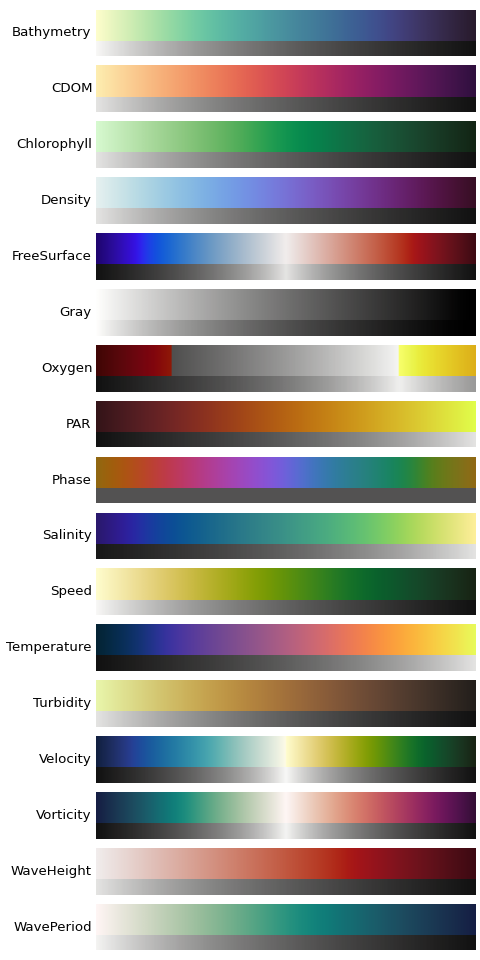 Bathymetry
CDOM
Chlorophyll
Density
FreeSurface
Gray
Oxygen
PAR
Phase
Salinity
Speed
Temperature
Turbidity
Velocity
Vorticity
WaveHeight
WavePeriod